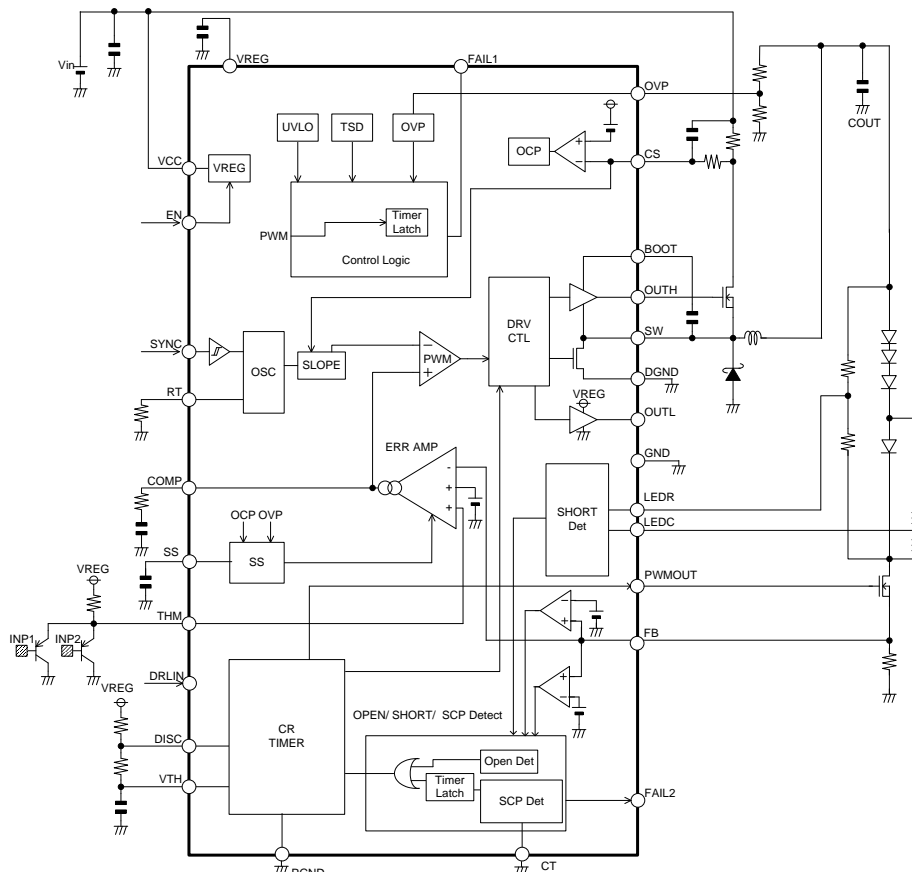 Vin
VREG
FAIL1
OVP
COUT
UVLO
TSD
OVP
OCP
+
−
CS
VCC
VREG
EN
PWM
Timer
Latch
Control Logic
BOOT
OUTH
SW
DRV
CTL
DGND
SYNC
OSC
SLOPE
−
PWM
+
RT
VREG
OUTL
ERR AMP
GND
COMP
-
+
+
SHORT
Det
LEDR
LEDC
OCP OVP
SS
SS
PWMOUT
VREG
THM
INP1
INP2
−
+
FB
DRLIN
VREG
+
−
CR
TIMER
OPEN/ SHORT/ SCP Detect
DISC
Open Det
Timer
Latch
SCP Det
VTH
FAIL2
PGND
CT